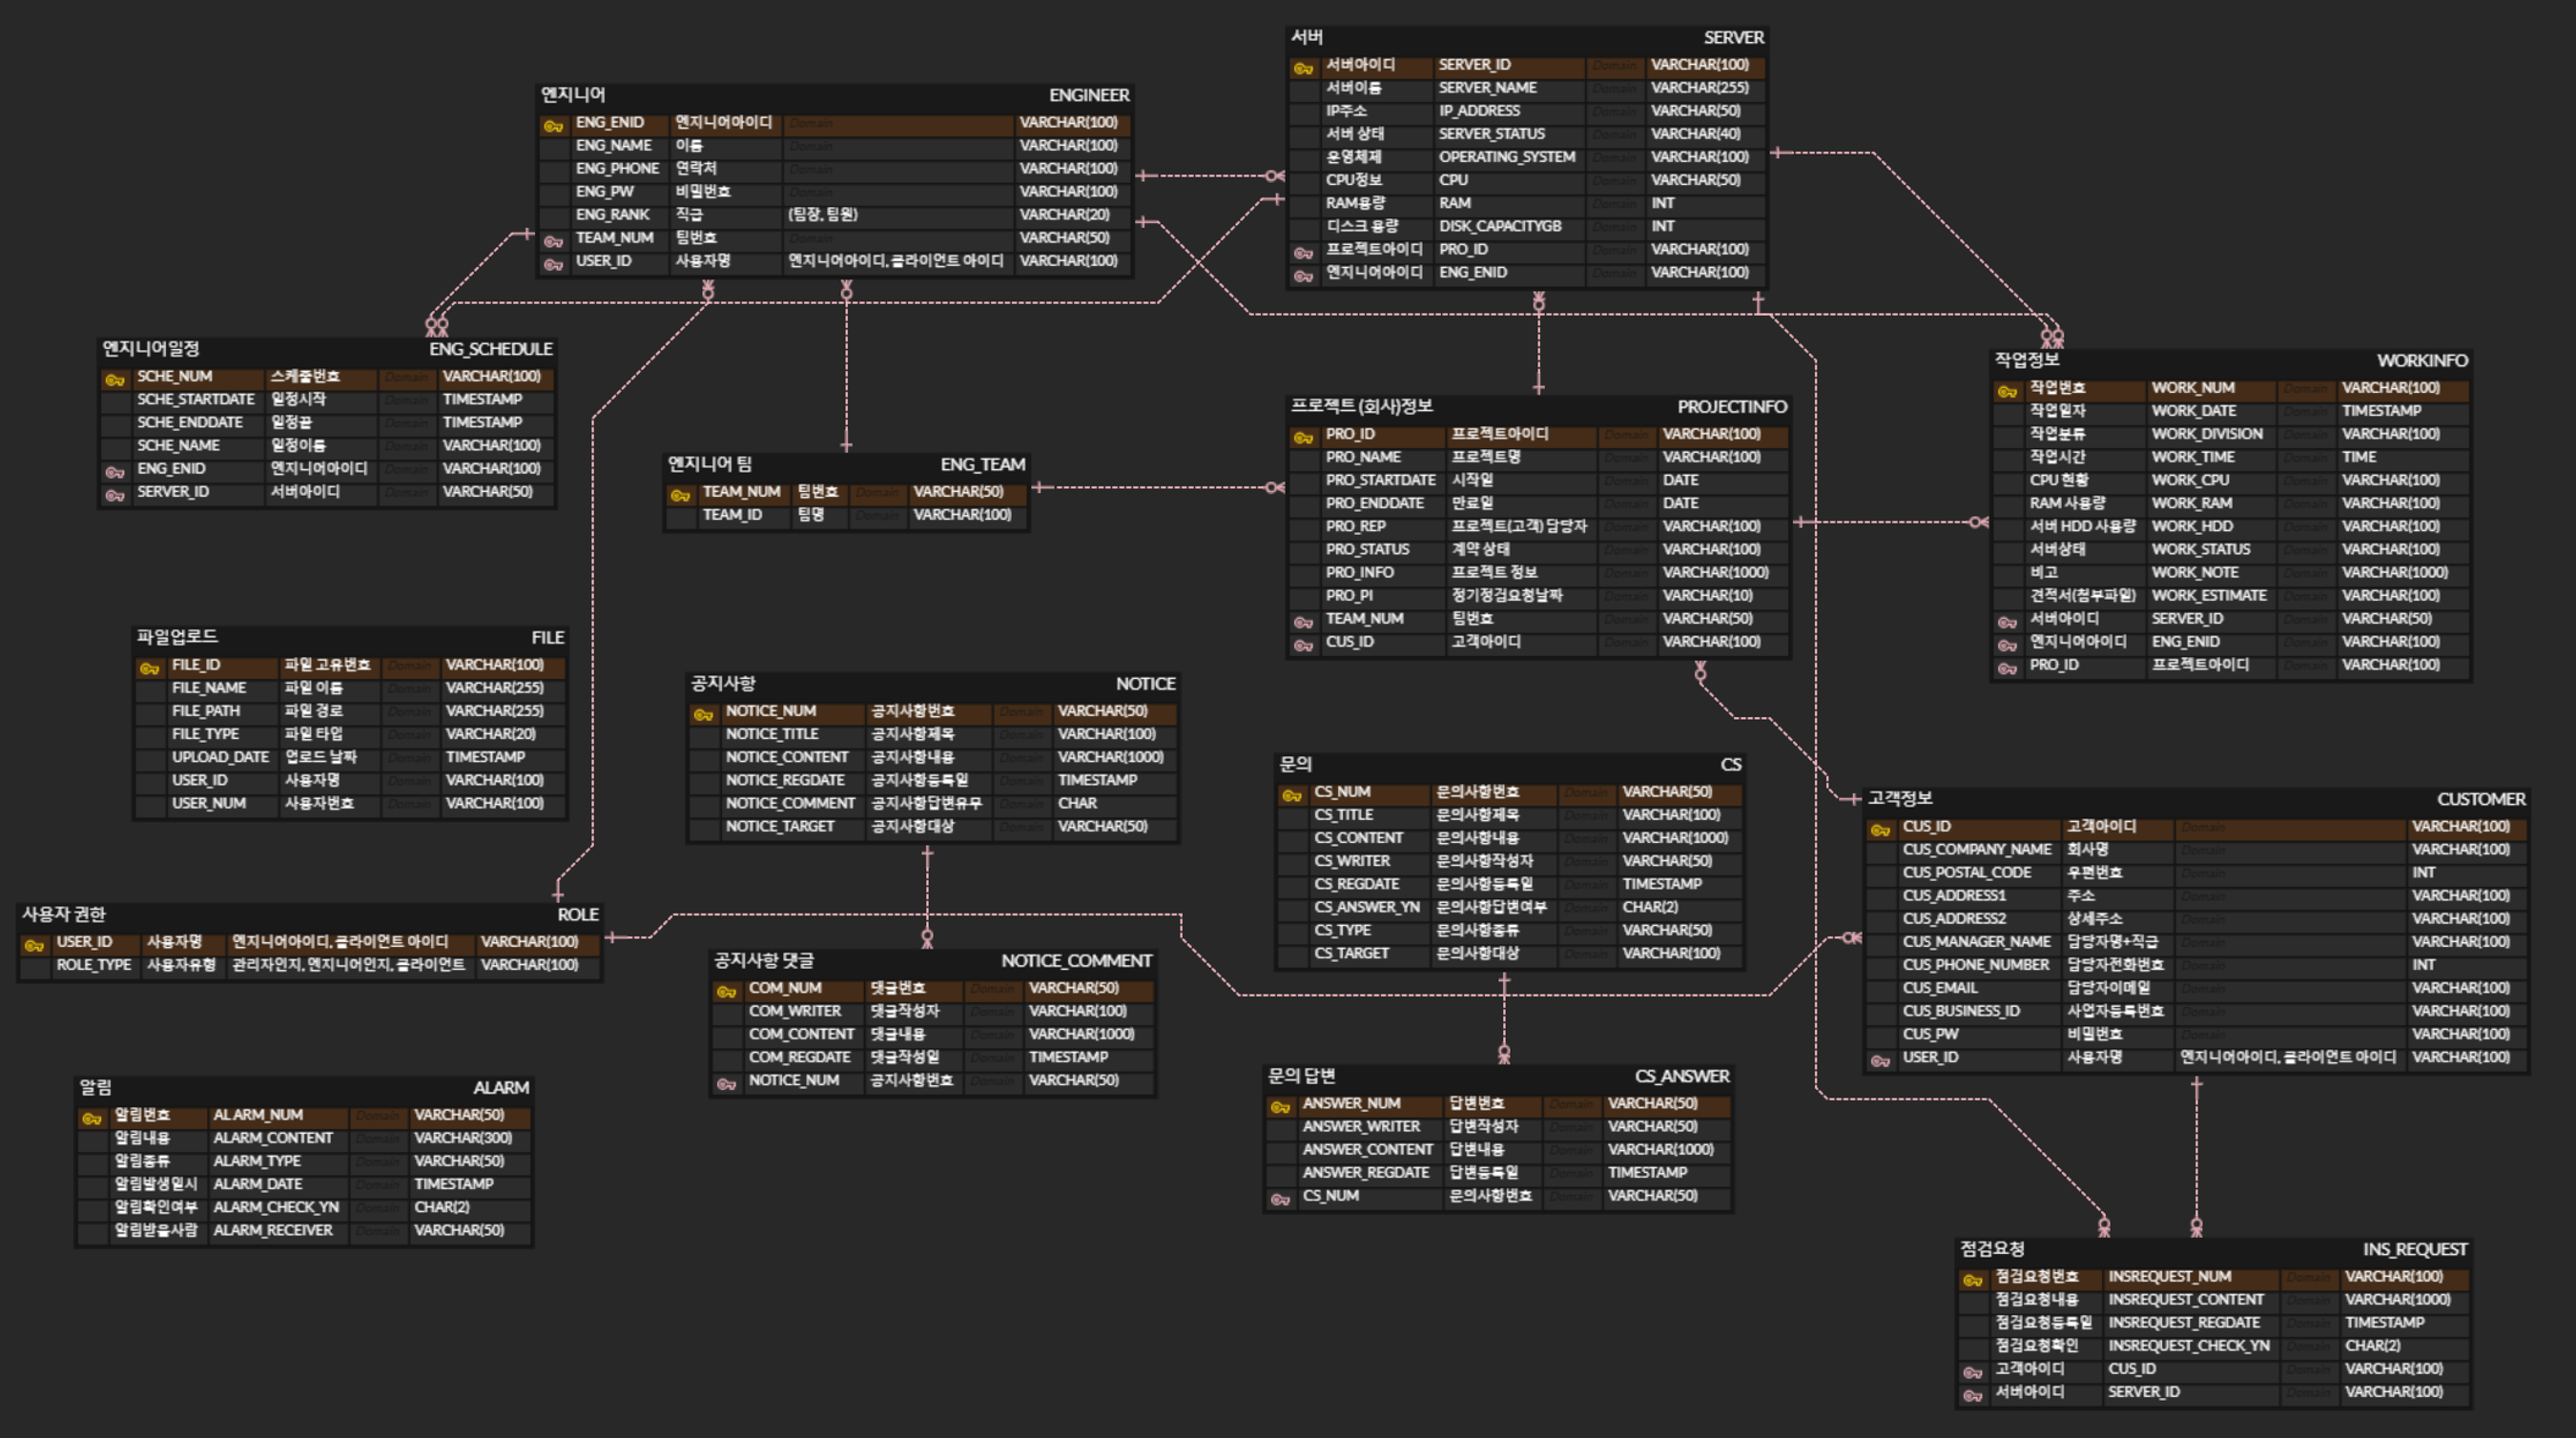 서버 SERVER
서버아이디 SERVER_ID Domain VARCHAR(100)
서버이름 SERVER_NAME Domain VARCHAR(255)
IP주소 IP_ADDRESS Domain VARCHAR(50)
서버 상태 SERVER_STATUS Domain VARCHAR(40)
운영체제 OPERATING_SYSTEM Domain VARCHAR(100)
CPU정보 CPU Domain VARCHAR(50)
RAM용량 RAM Domain INT
디스크 용량 DISK_CAPACITYGB Domain INT
프로젝트아이디 PRO_ID Domain VARCHAR(100)
엔지니어아이디 ENG_ENID Domain VARCHAR(100)
엔지니어 ENGINEER
ENG_ENID 엔지니어아이디 Domain VARCHAR(100)
ENG_NAME 이름 Domain VARCHAR(100)
ENG_PHONE 연락처 Domain VARCHAR(100)
ENG_PW 비밀번호 Domain VARCHAR(100)
ENG_RANK 직급 (팀장, 팀원) VARCHAR(20)
TEAM_NUM 팀번호 Domain VARCHAR(50)
USER_ID 사용자명 엔지니어아이디, 클라이언트 아이디 VARCHAR(100)
엔지니어일정 ENG_SCHEDULE
SCHE_NUM 스케줄번호 Domain VARCHAR(100)
SCHE_STARTDATE 일정시작 Domain TIMESTAMP
SCHE_ENDDATE 일정끝 Domain TIMESTAMP
SCHE_NAME 일정이름 Domain VARCHAR(100)
ENG_ENID 엔지니어아이디 Domain VARCHAR(100)
SERVER_ID 서버아이디 Domain VARCHAR(50)
작업정보 WORKINFO
작업번호 WORK_NUM Domain VARCHAR(100)
작업일자 WORK_DATE Domain TIMESTAMP
작업분류 WORK_DIVISION Domain VARCHAR(100)
작업시간 WORK_TIME Domain TIME
CPU 현황 WORK_CPU Domain VARCHAR(100)
RAM 사용량 WORK_RAM Domain VARCHAR(100)
서버 HDD 사용량 WORK_HDD Domain VARCHAR(100)
서버상태 WORK_STATUS Domain VARCHAR(100)
비고 WORK_NOTE Domain VARCHAR(1000)
견적서(첨부파일) WORK_ESTIMATE Domain VARCHAR(100)
서버아이디 SERVER_ID Domain VARCHAR(50)
엔지니어아이디 ENG_ENID Domain VARCHAR(100)
PRO_ID 프로젝트아이디 Domain VARCHAR(100)
프로젝트 (회사)정보 PROJECTINFO
PRO_ID 프로젝트아이디 Domain VARCHAR(100)
PRO_NAME 프로젝트명 Domain VARCHAR(100)
PRO_STARTDATE 시작일 Domain DATE
PRO_ENDDATE 만료일 Domain DATE
PRO_REP 프로젝트(고객) 담당자 Domain VARCHAR(100)
PRO_STATUS 계약 상태 Domain VARCHAR(100)
PRO_INFO 프로젝트 정보 Domain VARCHAR(1000)
PRO_PI 정기점검요청날짜 Domain VARCHAR(10)
TEAM_NUM 팀번호 Domain VARCHAR(50)
CUS_ID 고객아이디 Domain VARCHAR(100)
엔지니어 팀 ENG_TEAM
TEAM_NUM 팀번호 Domain VARCHAR(50)
TEAM_ID 팀명 Domain VARCHAR(100)
파일업로드 FILE
FILE_ID 파일 고유번호 Domain VARCHAR(100)
FILE_NAME 파일 이름 Domain VARCHAR(255)
FILE_PATH 파일 경로 Domain VARCHAR(255)
FILE_TYPE 파일 타입 Domain VARCHAR(20)
UPLOAD_DATE 업로드 날짜 Domain TIMESTAMP
USER_ID 사용자명 Domain VARCHAR(100)
USER_NUM 사용자번호 Domain VARCHAR(100)
공지사항 NOTICE
NOTICE_NUM 공지사항번호 Domain VARCHAR(50)
NOTICE_TITLE 공지사항제목 Domain VARCHAR(100)
NOTICE_CONTENT 공지사항내용 Domain VARCHAR(1000)
NOTICE_REGDATE 공지사항등록일 Domain TIMESTAMP
NOTICE_COMMENT 공지사항답변유무 Domain CHAR
NOTICE_TARGET 공지사항대상 Domain VARCHAR(50)
문의 CS
CS_NUM 문의사항번호 Domain VARCHAR(50)
CS_TITLE 문의사항제목 Domain VARCHAR(100)
CS_CONTENT 문의사항내용 Domain VARCHAR(1000)
CS_WRITER 문의사항작성자 Domain VARCHAR(50)
CS_REGDATE 문의사항등록일 Domain TIMESTAMP
CS_ANSWER_YN 문의사항답변여부 Domain CHAR(2)
CS_TYPE 문의사항종류 Domain VARCHAR(50)
CS_TARGET 문의사항대상 Domain VARCHAR(100)
고객정보 CUSTOMER
CUS_ID 고객아이디 Domain VARCHAR(100)
CUS_COMPANY_NAME 회사명 Domain VARCHAR(100)
CUS_POSTAL_CODE 우편번호 Domain INT
CUS_ADDRESS1 주소 Domain VARCHAR(100)
CUS_ADDRESS2 상세주소 Domain VARCHAR(100)
CUS_MANAGER_NAME 담당자명+직급 Domain VARCHAR(100)
CUS_PHONE_NUMBER 담당자전화번호 Domain INT
CUS_EMAIL 담당자이메일 Domain VARCHAR(100)
CUS_BUSINESS_ID 사업자등록번호 Domain VARCHAR(100)
CUS_PW 비밀번호 Domain VARCHAR(100)
USER_ID 사용자명 엔지니어아이디, 클라이언트 아이디 VARCHAR(100)
사용자 권한 ROLE
USER_ID 사용자명 엔지니어아이디, 클라이언트 아이디 VARCHAR(100)
ROLE_TYPE 사용자유형 관리자인지, 엔지니어인지, 클라이언트 VARCHAR(100)
공지사항 댓글 NOTICE_COMMENT
COM_NUM 댓글번호 Domain VARCHAR(50)
COM_WRITER 댓글작성자 Domain VARCHAR(100)
COM_CONTENT 댓글내용 Domain VARCHAR(1000)
COM_REGDATE 댓글작성일 Domain TIMESTAMP
NOTICE_NUM 공지사항번호 Domain VARCHAR(50)
문의 답변 CS_ANSWER
ANSWER_NUM 답변번호 Domain VARCHAR(50)
ANSWER_WRITER 답변작성자 Domain VARCHAR(50)
ANSWER_CONTENT 답변내용 Domain VARCHAR(1000)
ANSWER_REGDATE 답변등록일 Domain TIMESTAMP
CS_NUM 문의사항번호 Domain VARCHAR(50)
알림 ALARM
알림번호 ALARM_NUM Domain VARCHAR(50)
알림내용 ALARM_CONTENT Domain VARCHAR(300)
알림종류 ALARM_TYPE Domain VARCHAR(50)
알림발생일시 ALARM_DATE Domain TIMESTAMP
알림확인여부 ALARM_CHECK_YN Domain CHAR(2)
알림받을사람 ALARM_RECEIVER Domain VARCHAR(50)
점검요청 INS_REQUEST
점검요청번호 INSREQUEST_NUM Domain VARCHAR(100)
점검요청내용 INSREQUEST_CONTENT Domain VARCHAR(1000)
점검요청등록일 INSREQUEST_REGDATE Domain TIMESTAMP
점검요청확인 INSREQUEST_CHECK_YN Domain CHAR(2)
고객아이디 CUS_ID Domain VARCHAR(100)
서버아이디 SERVER_ID Domain VARCHAR(100)